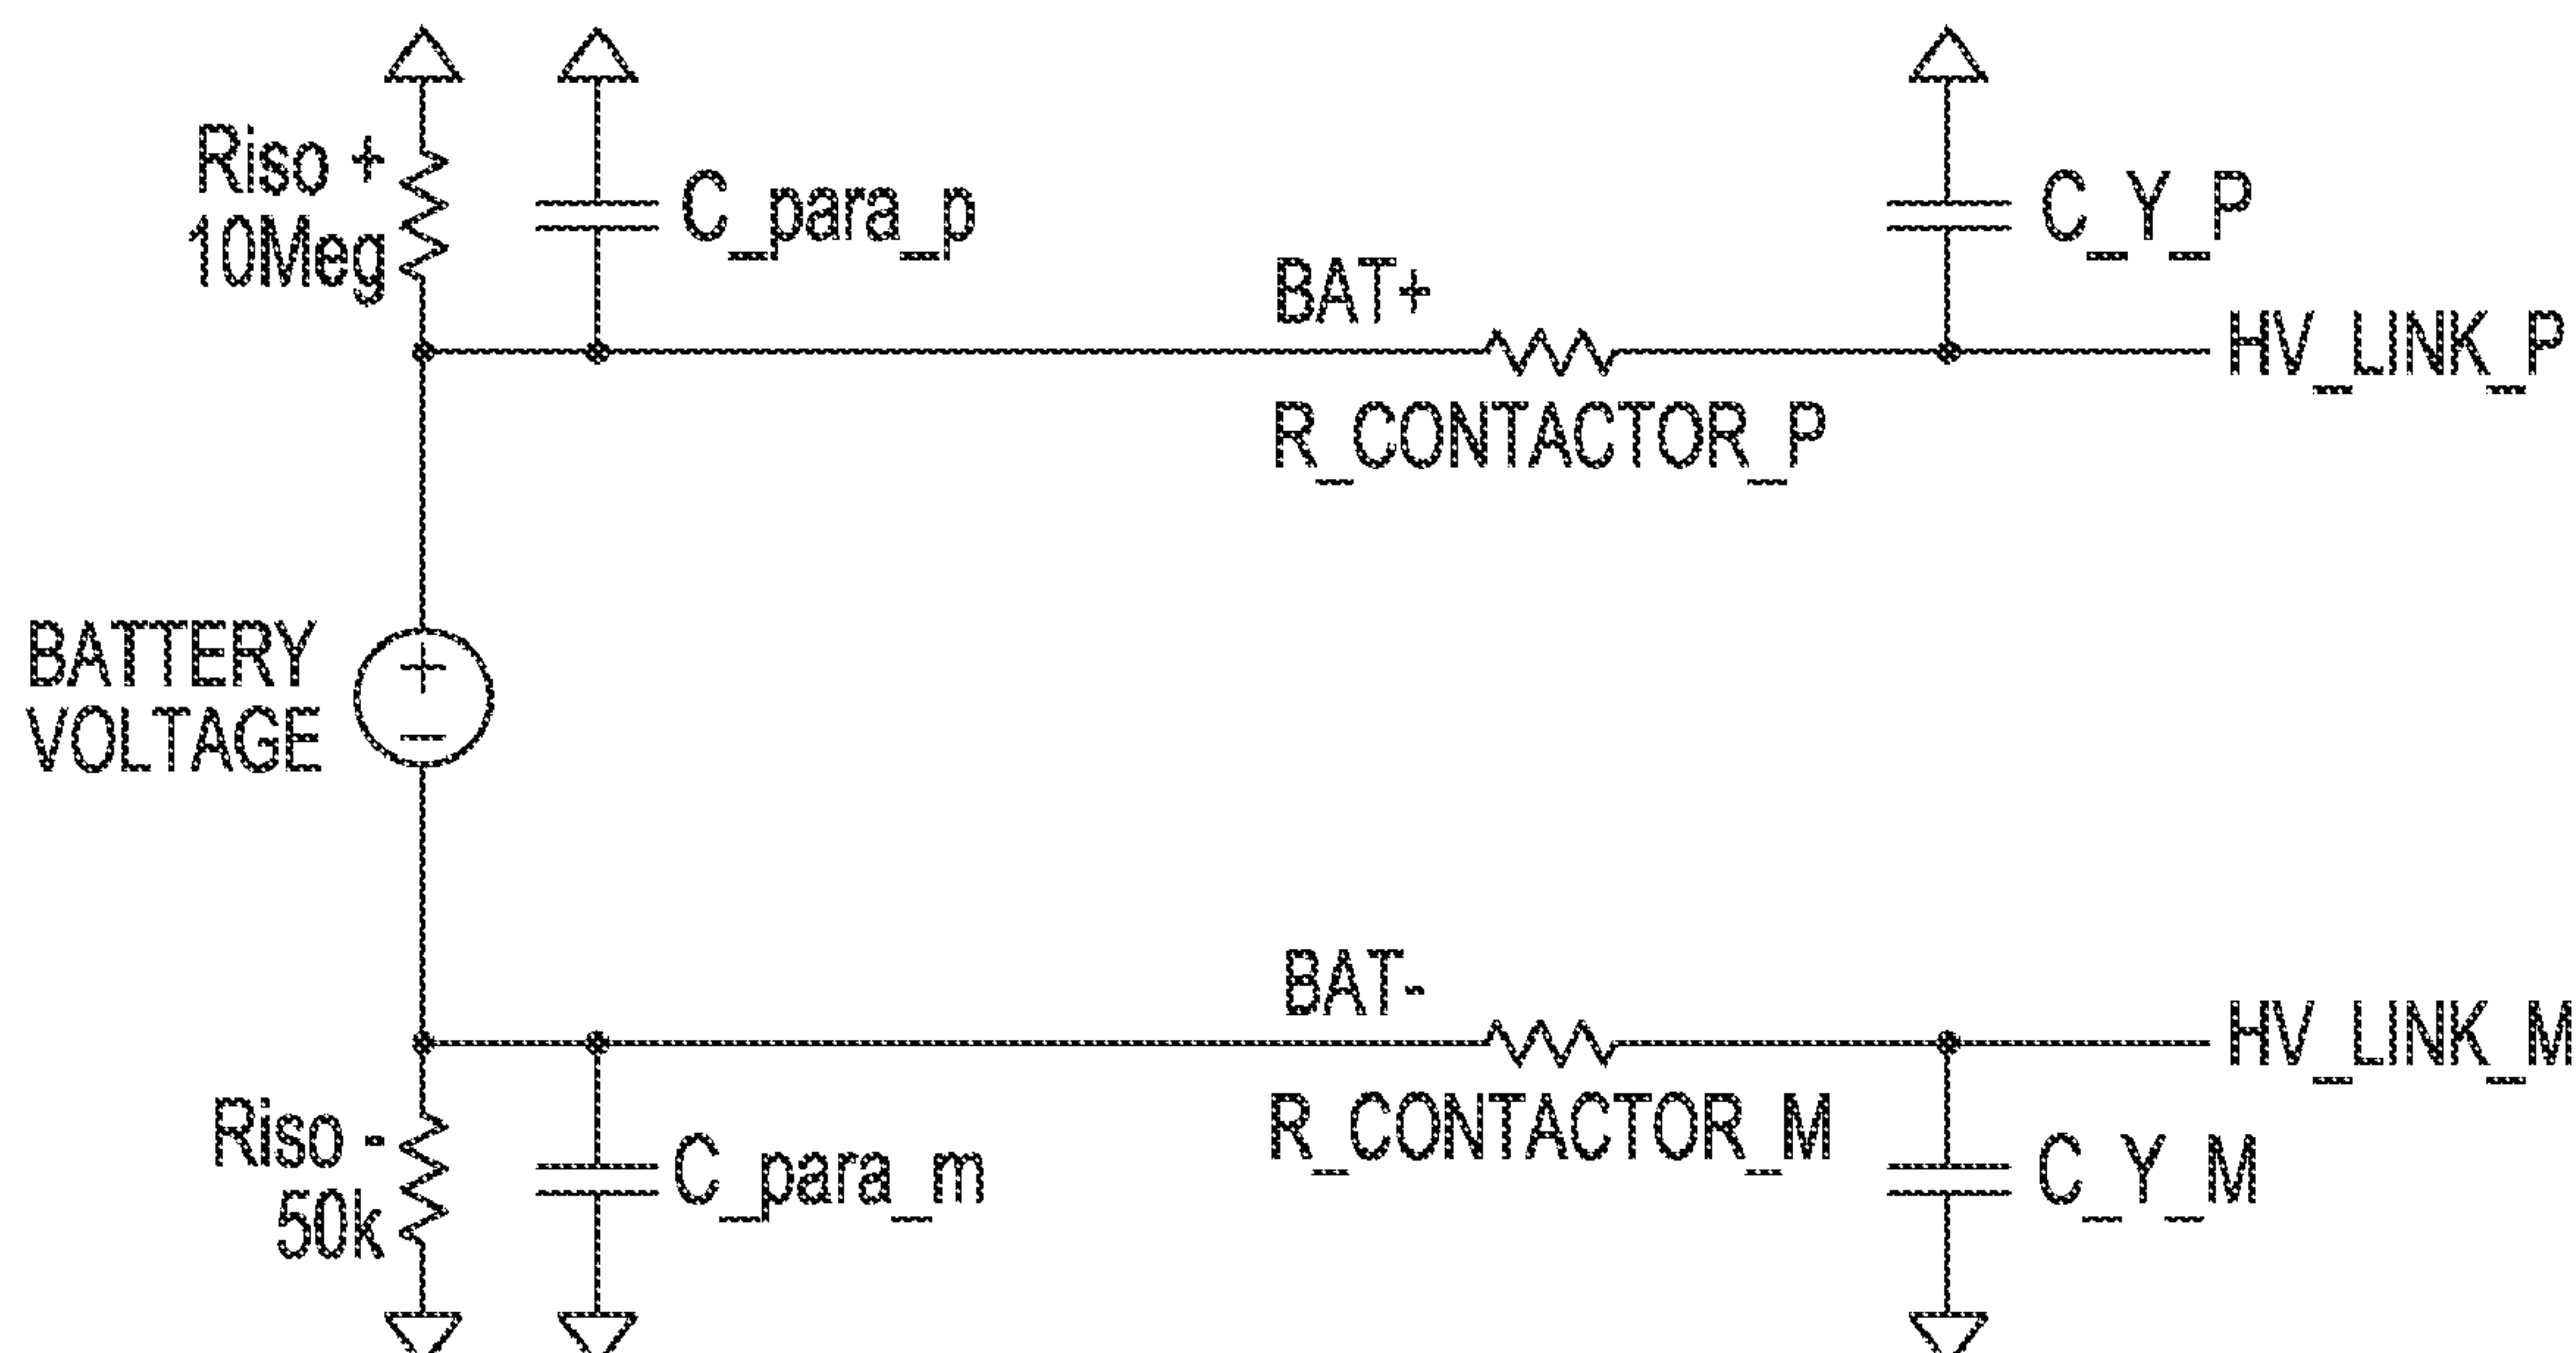 Riso +
10Meg
C_para_p
C_Y_P
BAT+
HV_LINK_P
R_CONTACTOR_P
+
BATTERY
VOLTAGE
-
BAT-
HV_LINK_M
R_CONTACTOR_M
Riso -
50k
C_para_m
C_Y_M